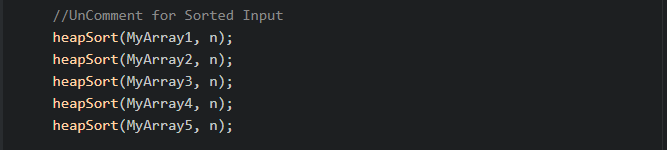 //UnComment for Sorted Input
heapSort(MyArray1, n);
heapSort(MyArray2, n);
heapSort(MyArray3, n);
heapSort(MyArray4, n);
heapSort(MyArray5, n);